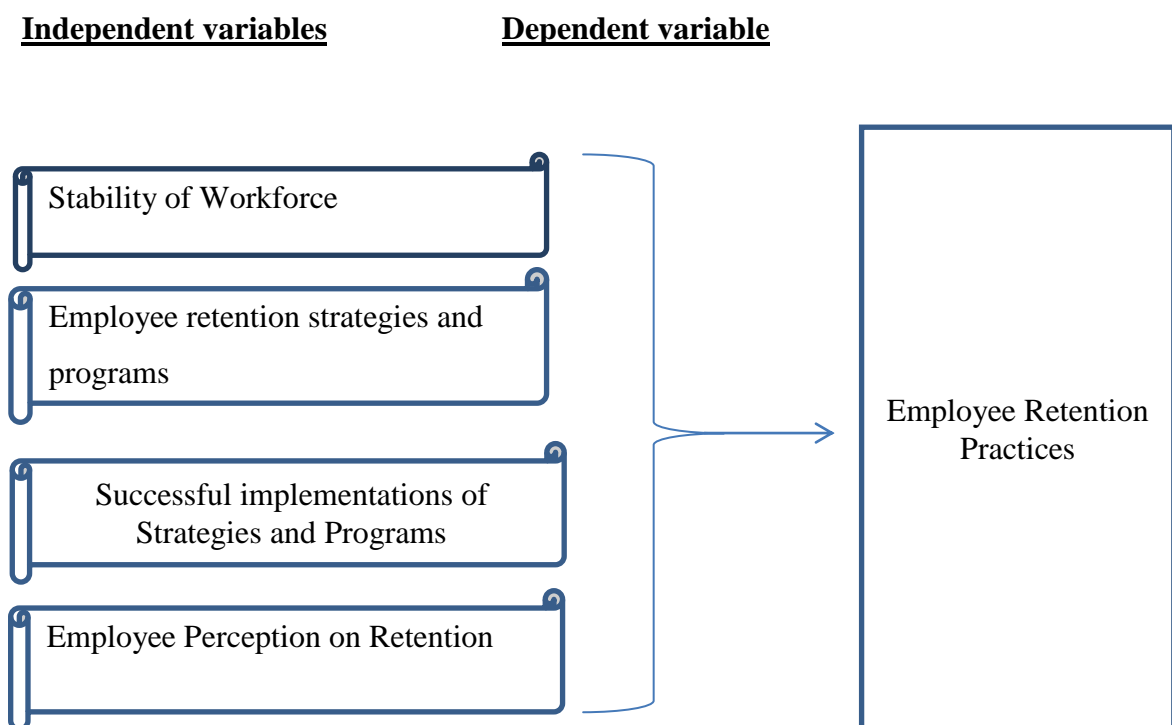 Independent variables
Dependent variable
Stability of Workforce
Employee retention strategies and
programs
Successful implementations of
Strategies and Programs
Employee Perception on Retention
Employee Retention
Practices